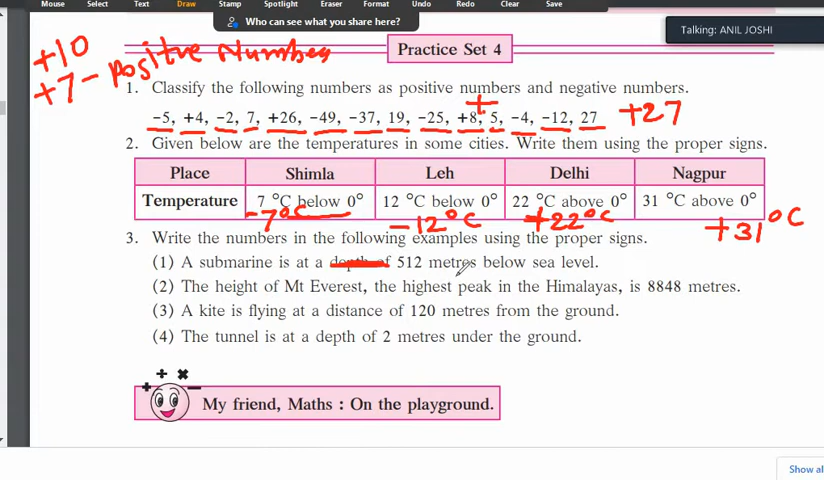 Mouse Select Text Draw Stamp Spotlight Eraser Format Undo Redo Clear Save
Who can see what you share here?
Talking: ANIL JOSHI
+10
+7 - positive Numbers
Practice Set 4
1. Classify the following numbers as positive numbers and negative numbers.
+
-5, +4, -2, 7, +26, -49, -37, 19, -25, +8, 5, -4, -12, 27 +27
2. Given below are the temperatures in some cities. Write them using the proper signs.
Place Shimla Leh Delhi Nagpur
Temperature 7 °C below 0° 12 °C below 0° 22 °C above 0° 31 °C above 0°
-7°C -12°C +22°C +31°C
3. Write the numbers in the following examples using the proper signs.
(1) A submarine is at a depth of 512 metres below sea level.
(2) The height of Mt Everest, the highest peak in the Himalayas, is 8848 metres.
(3) A kite is flying at a distance of 120 metres from the ground.
(4) The tunnel is at a depth of 2 metres under the ground.
+ × + -
My friend, Maths : On the playground.
Show al